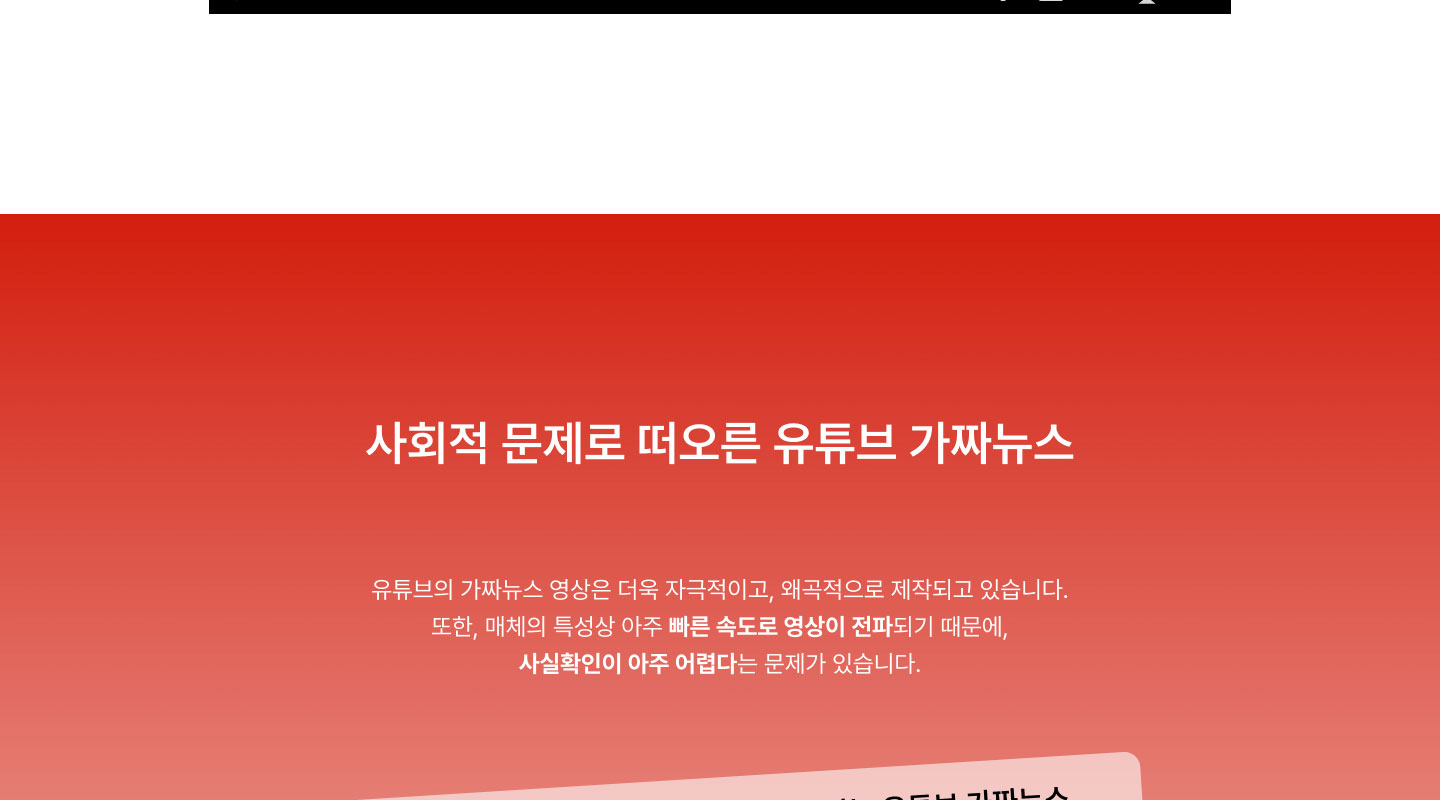 사회적 문제로 떠오른 유튜브 가짜뉴스
유튜브의 가짜뉴스 영상은 더욱 자극적이고, 왜곡적으로 제작되고 있습니다.
또한, 매체의 특성상 아주 빠른 속도로 영상이 전파되기 때문에,
사실확인이 아주 어렵다는 문제가 있습니다.
유튜브 가짜뉴스